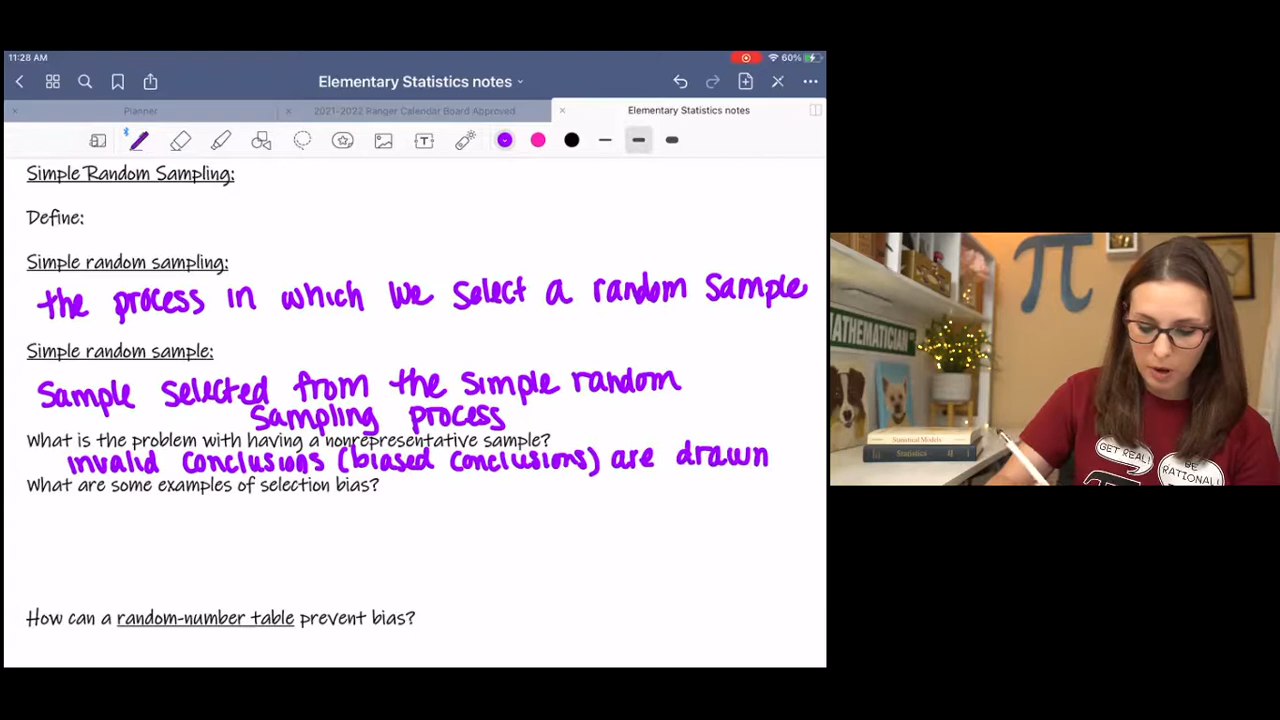 11:28 AM
60%
Elementary Statistics notes
Planner
2021-2022 Ranger Calendar Board Approved
Elementary Statistics notes
Simple Random Sampling:
Define:
Simple random sampling:
the process in which we select a random sample
Simple random sample:
Sample selected from the simple random
sampling process
What is the problem with having a nonrepresentative sample?
invalid conclusions (biased conclusions) are drawn
What are some examples of selection bias?
How can a random-number table prevent bias?
MATHEMATICIAN
Statistical Models
Statistics
GET REAL!
BE
RATIONAL!